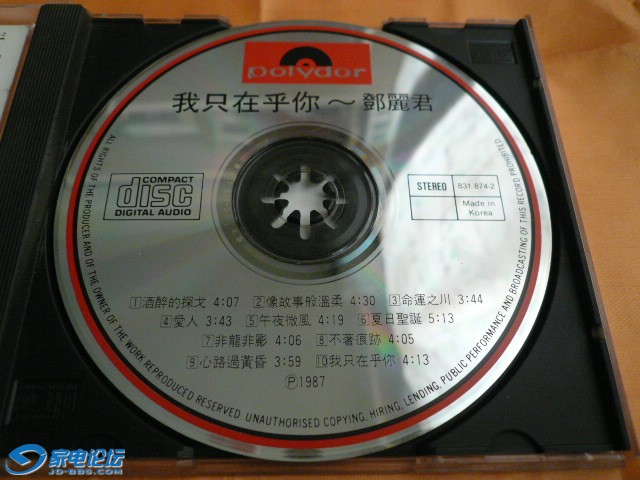 polydor
我只在乎你～鄧麗君
COMPACT
disc
DIGITAL AUDIO
STEREO 831 874-2
Made in
Korea
1 酒醉的探戈 4:07 2 像故事般溫柔 4:30 3 命運之川 3:44
4 愛人 3:43 5 午夜微風 4:19 6 夏日聖誕 5:13
7 非龍非影 4:06 8 不著痕跡 4:05
9 心路過黃昏 3:59 10 我只在乎你 4:13
Ⓟ1987
ALL RIGHTS OF THE PRODUCER AND OF THE OWNER OF THE WORK REPRODUCED RESERVED. UNAUTHORISED COPYING, HIRING, LENDING, PUBLIC PERFORMANCE AND BROADCASTING OF THIS RECORD PROHIBITED
家电论坛
JD-BBS.COM